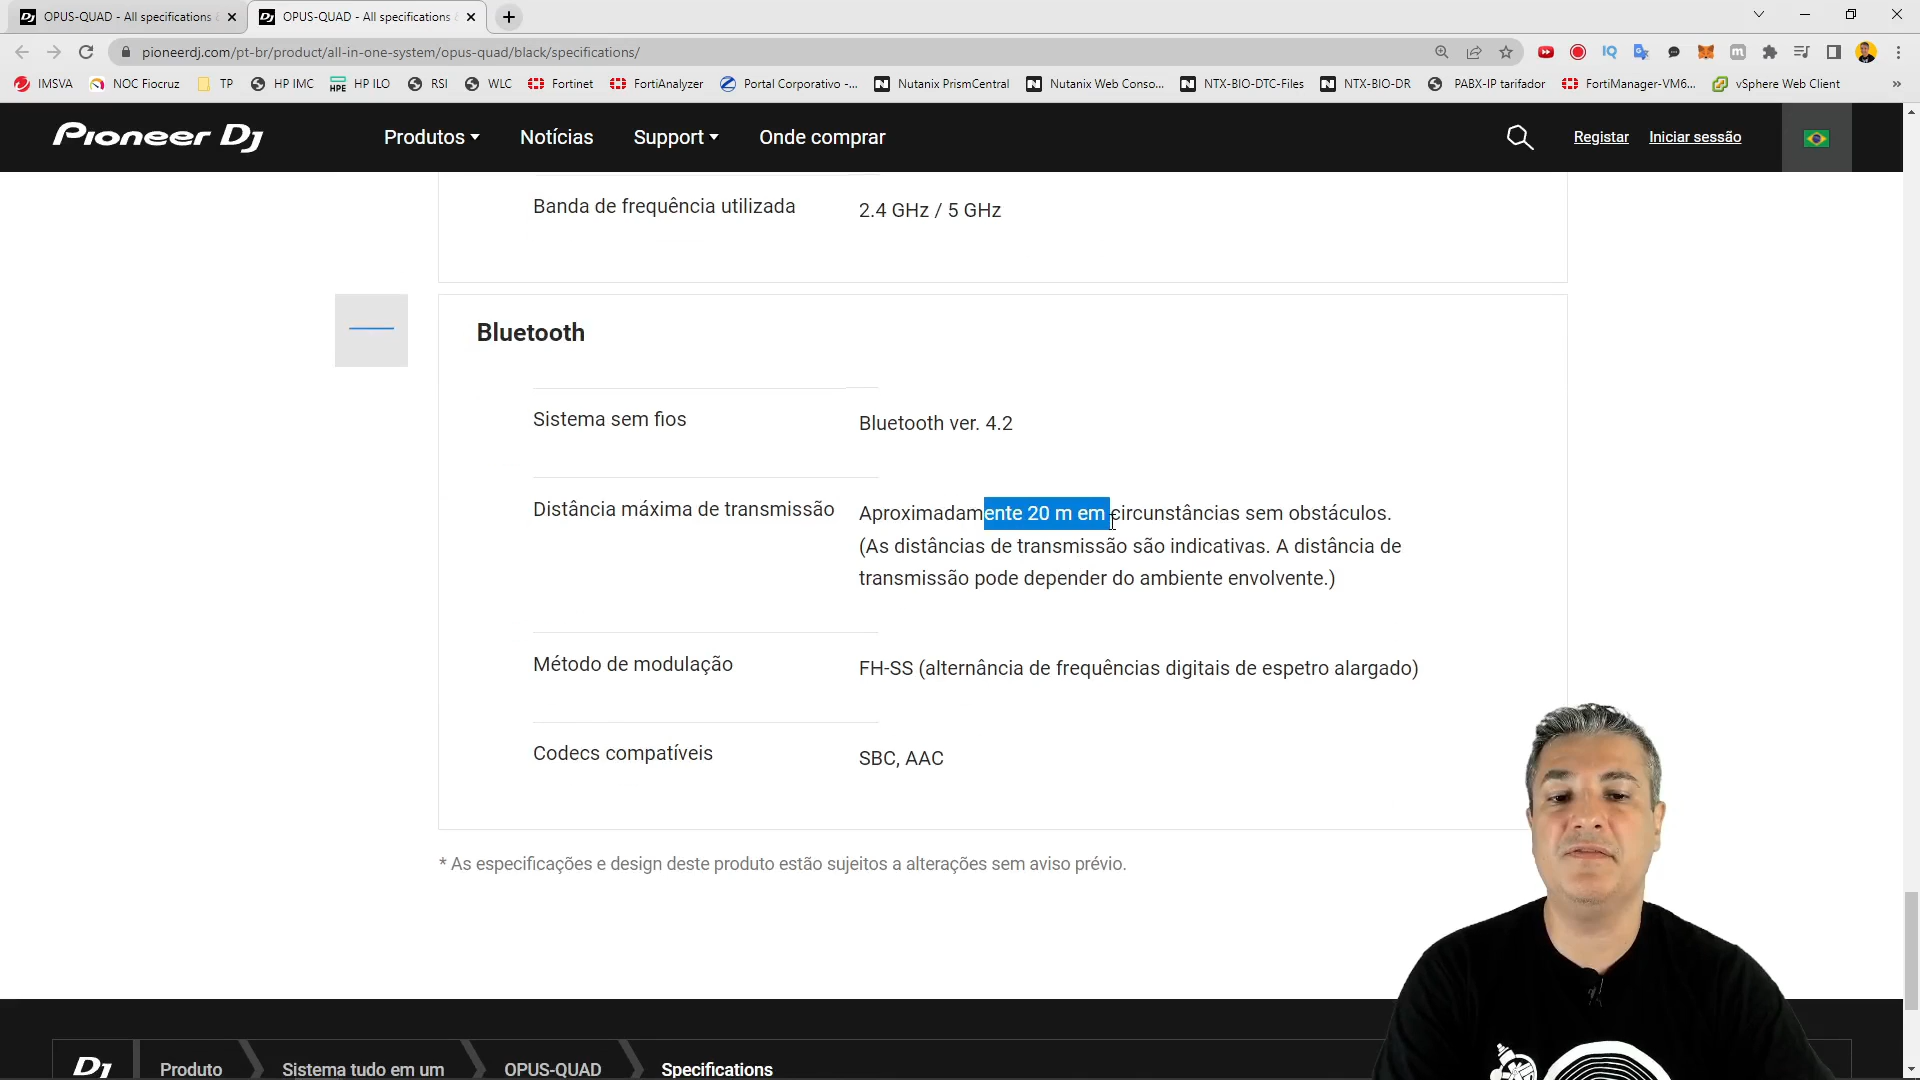 OPUS-QUAD - All specifications
OPUS-QUAD - All specifications
pioneerdj.com/pt-br/product/all-in-one-system/opus-quad/black/specifications/
IMSVA NOC Fiocruz TP HP IMC HP ILO RSI WLC Fortinet FortiAnalyzer Portal Corporativo -... Nutanix PrismCentral Nutanix Web Conso... NTX-BIO-DTC-Files NTX-BIO-DR PABX-IP tarifador FortiManager-VM6... vSphere Web Client »
Pioneer Dj Produtos Notícias Support Onde comprar Registar Iniciar sessão
Banda de frequência utilizada 2.4 GHz / 5 GHz
Bluetooth
Sistema sem fios Bluetooth ver. 4.2
Distância máxima de transmissão Aproximadamente 20 m em circunstâncias sem obstáculos.
(As distâncias de transmissão são indicativas. A distância de
transmissão pode depender do ambiente envolvente.)
Método de modulação FH-SS (alternância de frequências digitais de espetro alargado)
Codecs compatíveis SBC, AAC
* As especificações e design deste produto estão sujeitos a alterações sem aviso prévio.
DJ Produto Sistema tudo em um OPUS-QUAD Specifications